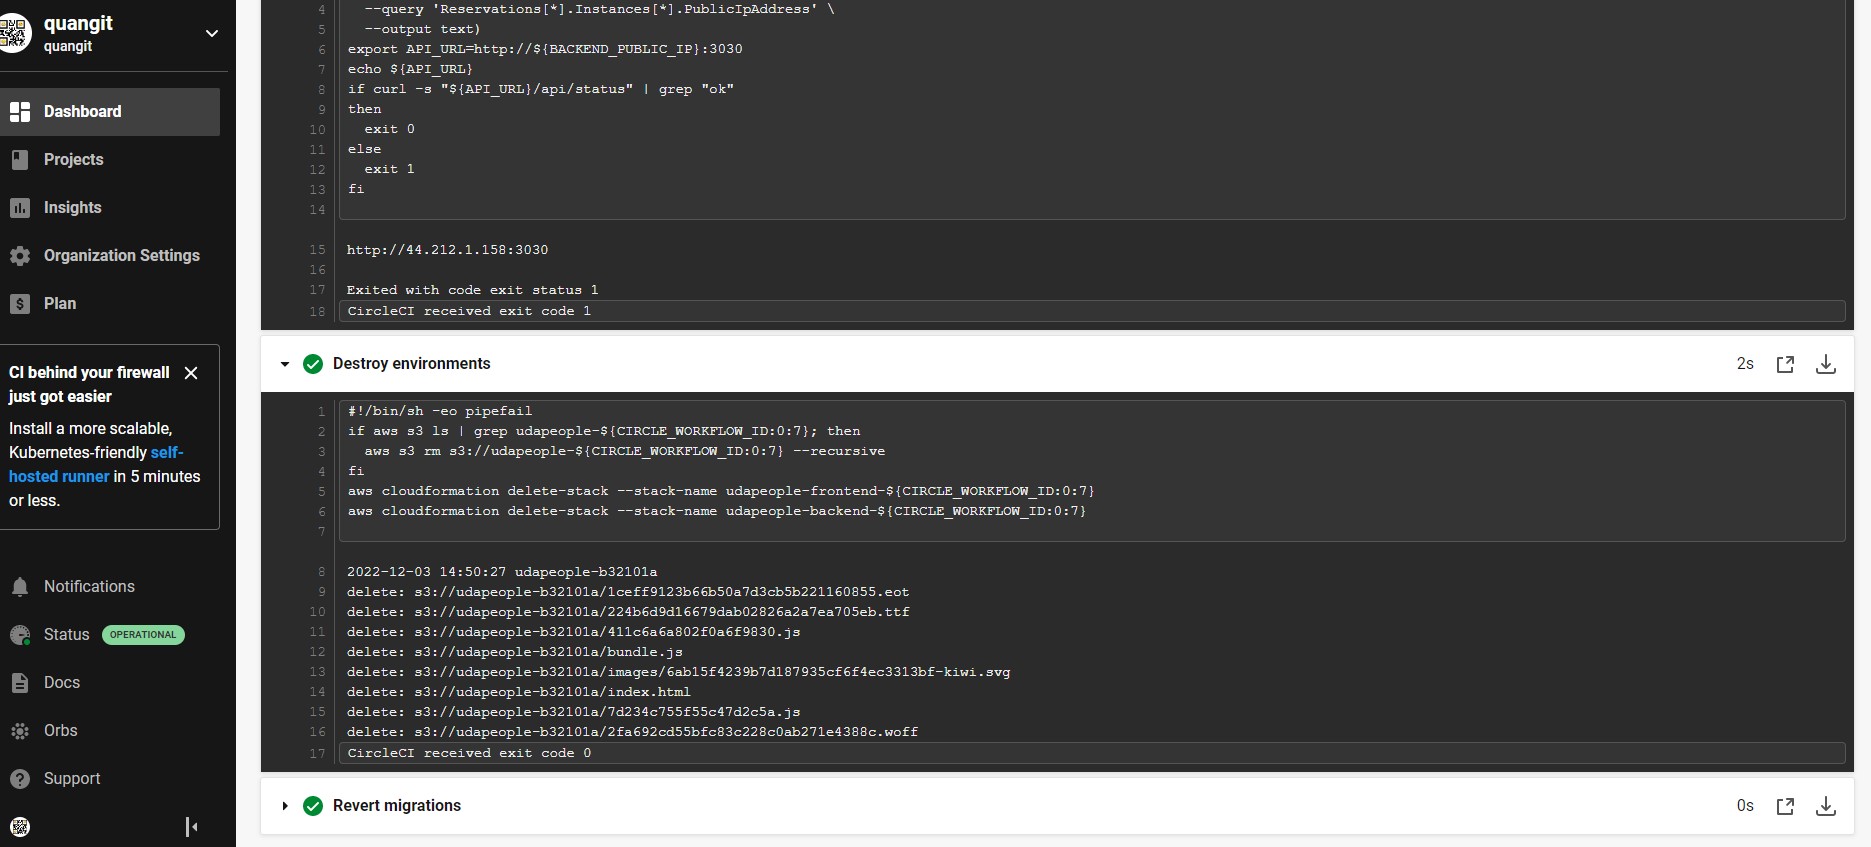 quangit
quangit
Dashboard
Projects
Insights
Organization Settings
Plan
CI behind your firewall
just got easier
Install a more scalable,
Kubernetes-friendly self-
hosted runner in 5 minutes
or less.
Notifications
Status OPERATIONAL
Docs
Orbs
Support
4 --query 'Reservations[*].Instances[*].PublicIpAddress' \
5 --output text)
6 export API_URL=http://${BACKEND_PUBLIC_IP}:3030
7 echo ${API_URL}
8 if curl -s "${API_URL}/api/status" | grep "ok"
9 then
10 exit 0
11 else
12 exit 1
13 fi
14
15 http://44.212.1.158:3030
16
17 Exited with code exit status 1
18 CircleCI received exit code 1
Destroy environments 2s
1 #!/bin/sh -eo pipefail
2 if aws s3 ls | grep udapeople-${CIRCLE_WORKFLOW_ID:0:7}; then
3 aws s3 rm s3://udapeople-${CIRCLE_WORKFLOW_ID:0:7} --recursive
4 fi
5 aws cloudformation delete-stack --stack-name udapeople-frontend-${CIRCLE_WORKFLOW_ID:0:7}
6 aws cloudformation delete-stack --stack-name udapeople-backend-${CIRCLE_WORKFLOW_ID:0:7}
7
8 2022-12-03 14:50:27 udapeople-b32101a
9 delete: s3://udapeople-b32101a/1ceff9123b66b50a7d3cb5b221160855.eot
10 delete: s3://udapeople-b32101a/224b6d9d16679dab02826a2a7ea705eb.ttf
11 delete: s3://udapeople-b32101a/411c6a6a802f0a6f9830.js
12 delete: s3://udapeople-b32101a/bundle.js
13 delete: s3://udapeople-b32101a/images/6ab15f4239b7d187935cf6f4ec3313bf-kiwi.svg
14 delete: s3://udapeople-b32101a/index.html
15 delete: s3://udapeople-b32101a/7d234c755f55c47d2c5a.js
16 delete: s3://udapeople-b32101a/2fa692cd55bfc83c228c0ab271e4388c.woff
17 CircleCI received exit code 0
Revert migrations 0s